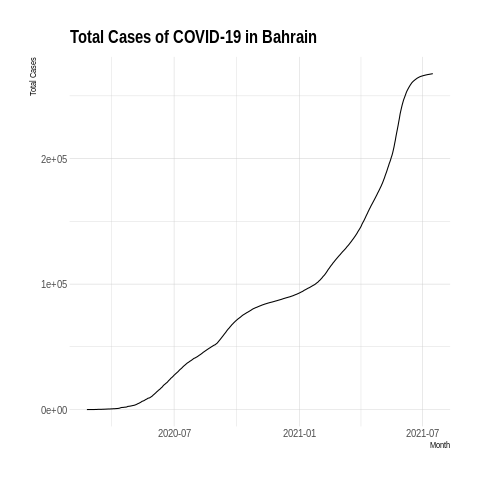 Total Cases of COVID-19 in Bahrain
Total Cases
2e+05
1e+05
0e+00
2020-07 2021-01 2021-07
Month